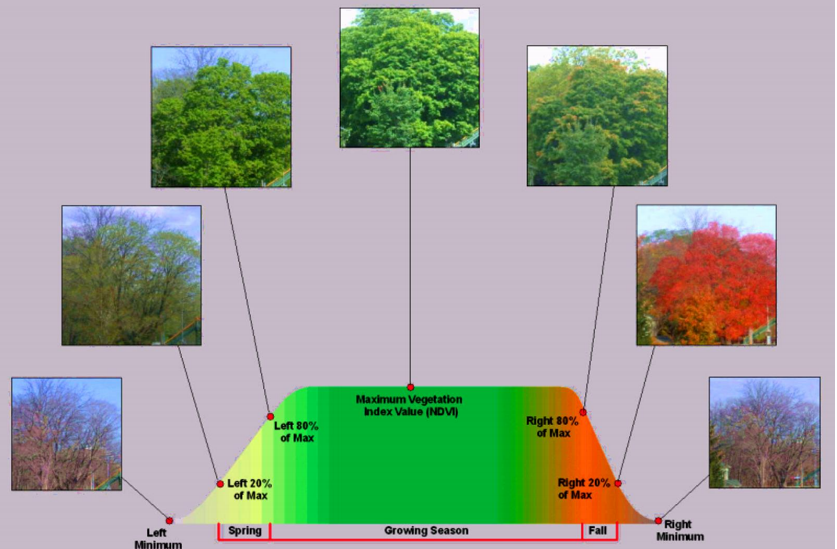 Maximum Vegetation
Index Value (NDVI)
Left 80%
of Max
Right 80%
of Max
Left 20%
of Max
Right 20%
of Max
Left
Minimum
Spring
Growing Season
Fall
Right
Minimum